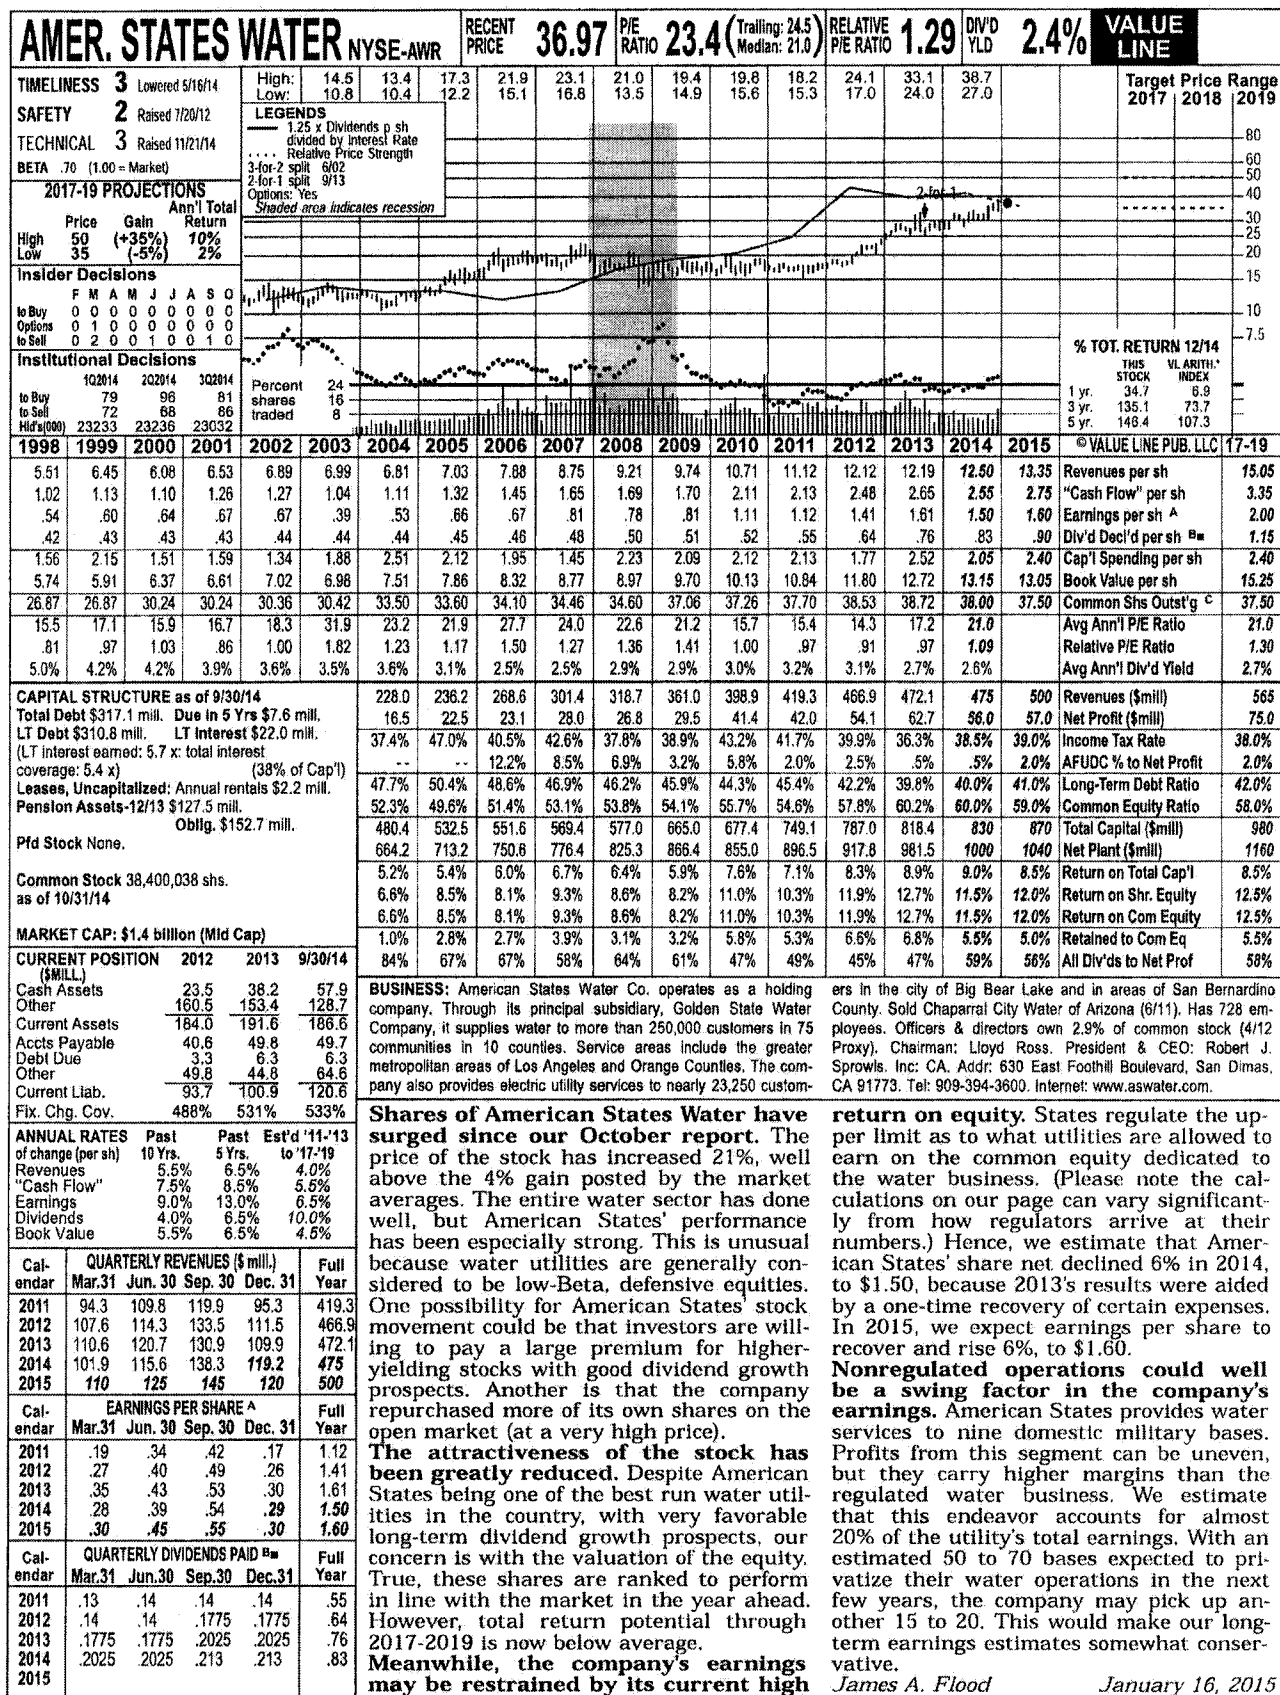 AMER. STATES WATER NYSE-AWR
RECENT PRICE 36.97
P/E RATIO 23.4 (Trailing: 24.5 Median: 21.0)
RELATIVE P/E RATIO 1.29
DIV'D YLD 2.4%
VALUE LINE
TIMELINESS 3 Lowered 5/16/14
SAFETY 2 Raised 7/20/12
TECHNICAL 3 Raised 11/21/14
BETA .70 (1.00 = Market)
2017-19 PROJECTIONS
Ann'l Total
Price Gain Return
High 50 (+35%) 10%
Low 35 (-5%) 2%
Insider Decisions
F M A M J J A S O
to Buy 0 0 0 0 0 0 0 0 0
Options 0 1 0 0 0 0 0 0 0
to Sell 0 2 0 0 1 0 0 1 0
Institutional Decisions
1Q2014 2Q2014 3Q2014
to Buy 79 96 81
to Sell 72 68 86
Hld's(000) 23233 23236 23032
High: 14.5 13.4 17.3 21.9 23.1 21.0 19.4 19.8 18.2 24.1 33.1 38.7
Low: 10.8 10.4 12.2 15.1 16.8 13.5 14.9 15.6 15.3 17.0 24.0 27.0
LEGENDS
1.25 x Dividends p sh
divided by Interest Rate
. . . . Relative Price Strength
3-for-2 split 6/02
2-for-1 split 9/13
Options: Yes
Shaded area indicates recession
2-for-1
Target Price Range
2017 2018 2019
80
60
50
40
30
25
20
15
10
7.5
Percent 24
shares 16
traded 8
% TOT. RETURN 12/14
THIS STOCK VL ARITH.* INDEX
1 yr. 34.7 6.9
3 yr. 135.1 73.7
5 yr. 146.4 107.3
1998 1999 2000 2001 2002 2003 2004 2005 2006 2007 2008 2009 2010 2011 2012 2013 2014 2015 © VALUE LINE PUB. LLC 17-19
5.51 6.45 6.08 6.53 6.89 6.99 6.81 7.03 7.88 8.75 9.21 9.74 10.71 11.12 12.12 12.19 12.50 13.35 Revenues per sh 15.05
1.02 1.13 1.10 1.26 1.27 1.04 1.11 1.32 1.45 1.65 1.69 1.70 2.11 2.13 2.48 2.65 2.55 2.75 "Cash Flow" per sh 3.35
.54 .60 .64 .67 .67 .39 .53 .66 .67 .81 .78 .81 1.11 1.12 1.41 1.61 1.50 1.60 Earnings per sh A 2.00
.42 .43 .43 .43 .44 .44 .44 .45 .46 .48 .50 .51 .52 .55 .64 .76 .83 .90 Div'd Decl'd per sh B■ 1.15
1.56 2.15 1.51 1.59 1.34 1.88 2.51 2.12 1.95 1.45 2.23 2.09 2.12 2.13 1.77 2.52 2.05 2.40 Cap'l Spending per sh 2.40
5.74 5.91 6.37 6.61 7.02 6.98 7.51 7.86 8.32 8.77 8.97 9.70 10.13 10.84 11.80 12.72 13.15 13.05 Book Value per sh 15.25
26.87 26.87 30.24 30.24 30.36 30.42 33.50 33.60 34.10 34.46 34.60 37.06 37.26 37.70 38.53 38.72 38.00 37.50 Common Shs Outst'g C 37.50
15.5 17.1 15.9 16.7 18.3 31.9 23.2 21.9 27.7 24.0 22.6 21.2 15.7 15.4 14.3 17.2 21.0 Avg Ann'l P/E Ratio 21.0
.81 .97 1.03 .86 1.00 1.82 1.23 1.17 1.50 1.27 1.36 1.41 1.00 .97 .91 .97 1.09 Relative P/E Ratio 1.30
5.0% 4.2% 4.2% 3.9% 3.6% 3.5% 3.6% 3.1% 2.5% 2.5% 2.9% 2.9% 3.0% 3.2% 3.1% 2.7% 2.6% Avg Ann'l Div'd Yield 2.7%
CAPITAL STRUCTURE as of 9/30/14
Total Debt $317.1 mill. Due in 5 Yrs $7.6 mill.
LT Debt $310.8 mill. LT Interest $22.0 mill.
(LT interest earned: 5.7 x: total interest
coverage: 5.4 x) (38% of Cap'l)
Leases, Uncapitalized: Annual rentals $2.2 mill.
Pension Assets-12/13 $127.5 mill.
Oblig. $152.7 mill.
Pfd Stock None.
Common Stock 38,400,038 shs.
as of 10/31/14
MARKET CAP: $1.4 billion (Mid Cap)
228.0 236.2 268.6 301.4 318.7 361.0 398.9 419.3 466.9 472.1 475 500 Revenues ($mill) 565
16.5 22.5 23.1 28.0 26.8 29.5 41.4 42.0 54.1 62.7 56.0 57.0 Net Profit ($mill) 75.0
37.4% 47.0% 40.5% 42.6% 37.8% 38.9% 43.2% 41.7% 39.9% 36.3% 38.5% 39.0% Income Tax Rate 38.0%
-- -- 12.2% 8.5% 6.9% 3.2% 5.8% 2.0% 2.5% .5% .5% 2.0% AFUDC % to Net Profit 2.0%
47.7% 50.4% 48.6% 46.9% 46.2% 45.9% 44.3% 45.4% 42.2% 39.8% 40.0% 41.0% Long-Term Debt Ratio 42.0%
52.3% 49.6% 51.4% 53.1% 53.8% 54.1% 55.7% 54.6% 57.8% 60.2% 60.0% 59.0% Common Equity Ratio 58.0%
480.4 532.5 551.6 569.4 577.0 665.0 677.4 749.1 787.0 818.4 830 870 Total Capital ($mill) 980
664.2 713.2 750.6 776.4 825.3 866.4 855.0 896.5 917.8 981.5 1000 1040 Net Plant ($mill) 1160
5.2% 5.4% 6.0% 6.7% 6.4% 5.9% 7.6% 7.1% 8.3% 8.9% 9.0% 8.5% Return on Total Cap'l 8.5%
6.6% 8.5% 8.1% 9.3% 8.6% 8.2% 11.0% 10.3% 11.9% 12.7% 11.5% 12.0% Return on Shr. Equity 12.5%
6.6% 8.5% 8.1% 9.3% 8.6% 8.2% 11.0% 10.3% 11.9% 12.7% 11.5% 12.0% Return on Com Equity 12.5%
1.0% 2.8% 2.7% 3.9% 3.1% 3.2% 5.8% 5.3% 6.6% 6.8% 5.5% 5.0% Retained to Com Eq 5.5%
84% 67% 67% 58% 64% 61% 47% 49% 45% 47% 59% 56% All Div'ds to Net Prof 58%
CURRENT POSITION 2012 2013 9/30/14
($MILL.)
Cash Assets 23.5 38.2 57.9
Other 160.5 153.4 128.7
Current Assets 184.0 191.6 186.6
Accts Payable 40.6 49.8 49.7
Debt Due 3.3 6.3 6.3
Other 49.8 44.8 64.6
Current Liab. 93.7 100.9 120.6
Fix. Chg. Cov. 488% 531% 533%
ANNUAL RATES Past Past Est'd '11-'13
of change (per sh) 10 Yrs. 5 Yrs. to '17-'19
Revenues 5.5% 6.5% 4.0%
"Cash Flow" 7.5% 8.5% 5.5%
Earnings 9.0% 13.0% 6.5%
Dividends 4.0% 6.5% 10.0%
Book Value 5.5% 6.5% 4.5%
Cal-endar QUARTERLY REVENUES ($ mill.) Full Year
Mar.31 Jun. 30 Sep. 30 Dec. 31
2011 94.3 109.8 119.9 95.3 419.3
2012 107.6 114.3 133.5 111.5 466.9
2013 110.6 120.7 130.9 109.9 472.1
2014 101.9 115.6 138.3 119.2 475
2015 110 125 145 120 500
Cal-endar EARNINGS PER SHARE A Full Year
Mar.31 Jun. 30 Sep. 30 Dec. 31
2011 .19 .34 .42 .17 1.12
2012 .27 .40 .49 .26 1.41
2013 .35 .43 .53 .30 1.61
2014 .28 .39 .54 .29 1.50
2015 .30 .45 .55 .30 1.60
Cal-endar QUARTERLY DIVIDENDS PAID B■ Full Year
Mar.31 Jun.30 Sep.30 Dec.31
2011 .13 .14 .14 .14 .55
2012 .14 .14 .1775 .1775 .64
2013 .1775 .1775 .2025 .2025 .76
2014 .2025 .2025 .213 .213 .83
2015
BUSINESS: American States Water Co. operates as a holding
company. Through its principal subsidiary, Golden State Water
Company, it supplies water to more than 250,000 customers in 75
communities in 10 counties. Service areas include the greater
metropolitan areas of Los Angeles and Orange Counties. The com-
pany also provides electric utility services to nearly 23,250 custom-
ers in the city of Big Bear Lake and in areas of San Bernardino
County. Sold Chaparral City Water of Arizona (6/11). Has 728 em-
ployees. Officers & directors own 2.9% of common stock (4/12
Proxy). Chairman: Lloyd Ross. President & CEO: Robert J.
Sprowls. Inc: CA. Addr: 630 East Foothill Boulevard, San Dimas,
CA 91773. Tel: 909-394-3600. Internet: www.aswater.com.
Shares of American States Water have
surged since our October report. The
price of the stock has increased 21%, well
above the 4% gain posted by the market
averages. The entire water sector has done
well, but American States' performance
has been especially strong. This is unusual
because water utilities are generally con-
sidered to be low-Beta, defensive equities.
One possibility for American States' stock
movement could be that investors are will-
ing to pay a large premium for higher-
yielding stocks with good dividend growth
prospects. Another is that the company
repurchased more of its own shares on the
open market (at a very high price).
The attractiveness of the stock has
been greatly reduced. Despite American
States being one of the best run water util-
ities in the country, with very favorable
long-term dividend growth prospects, our
concern is with the valuation of the equity.
True, these shares are ranked to perform
in line with the market in the year ahead.
However, total return potential through
2017-2019 is now below average.
Meanwhile, the company's earnings
may be restrained by its current high
return on equity. States regulate the up-
per limit as to what utilities are allowed to
earn on the common equity dedicated to
the water business. (Please note the cal-
culations on our page can vary significant-
ly from how regulators arrive at their
numbers.) Hence, we estimate that Amer-
ican States' share net declined 6% in 2014,
to $1.50, because 2013's results were aided
by a one-time recovery of certain expenses.
In 2015, we expect earnings per share to
recover and rise 6%, to $1.60.
Nonregulated operations could well
be a swing factor in the company's
earnings. American States provides water
services to nine domestic military bases.
Profits from this segment can be uneven,
but they carry higher margins than the
regulated water business. We estimate
that this endeavor accounts for almost
20% of the utility's total earnings. With an
estimated 50 to 70 bases expected to pri-
vatize their water operations in the next
few years, the company may pick up an-
other 15 to 20. This would make our long-
term earnings estimates somewhat conser-
vative.
James A. Flood January 16, 2015